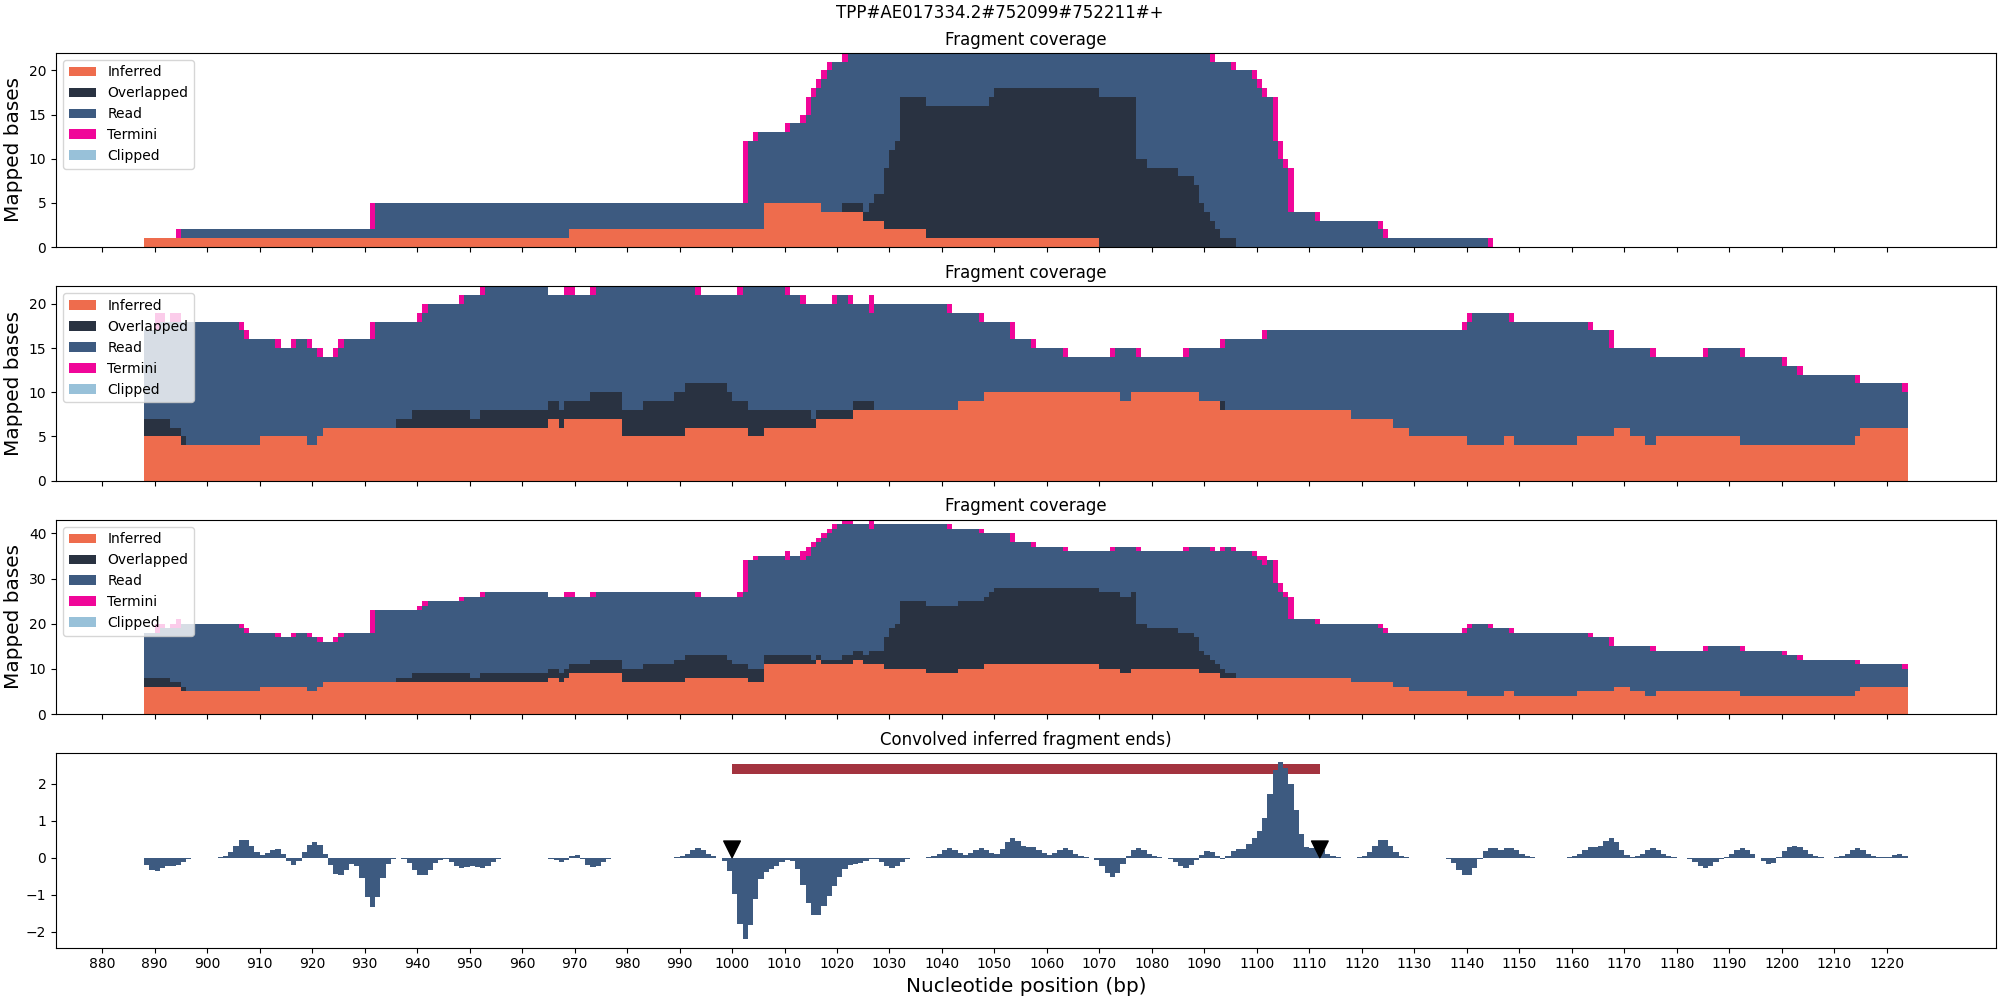 TPP#AE017334.2#752099#752211#+
Fragment coverage
Mapped bases
20
15
10
5
0
Inferred
Overlapped
Read
Termini
Clipped
Fragment coverage
Mapped bases
20
15
10
5
0
Inferred
Overlapped
Read
Termini
Clipped
Fragment coverage
Mapped bases
40
30
20
10
0
Inferred
Overlapped
Read
Termini
Clipped
Convolved inferred fragment ends)
2
1
0
−1
−2
880 890 900 910 920 930 940 950 960 970 980 990 1000 1010 1020 1030 1040 1050 1060 1070 1080 1090 1100 1110 1120 1130 1140 1150 1160 1170 1180 1190 1200 1210 1220
Nucleotide position (bp)